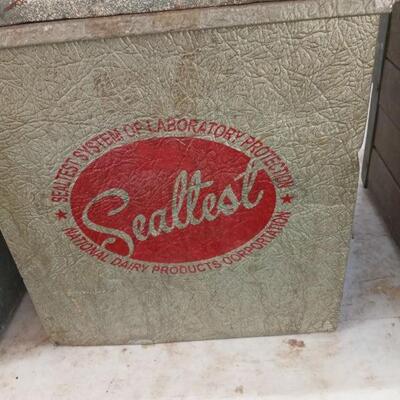 SEALTEST SYSTEM OF LABORATORY PROTECTION
Sealtest
NATIONAL DAIRY PRODUCTS CORPORATION